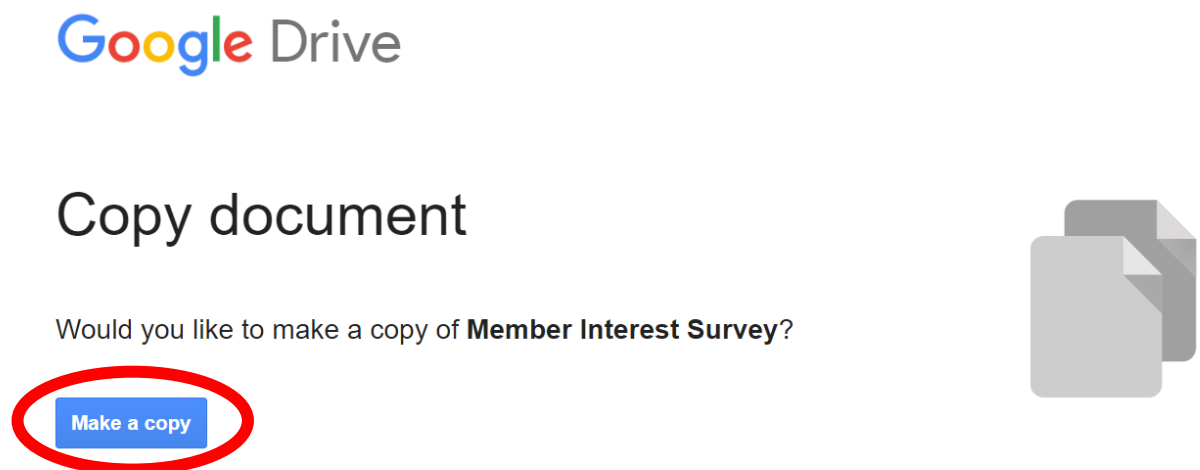 Google Drive
Copy document
Would you like to make a copy of Member Interest Survey?
Make a copy